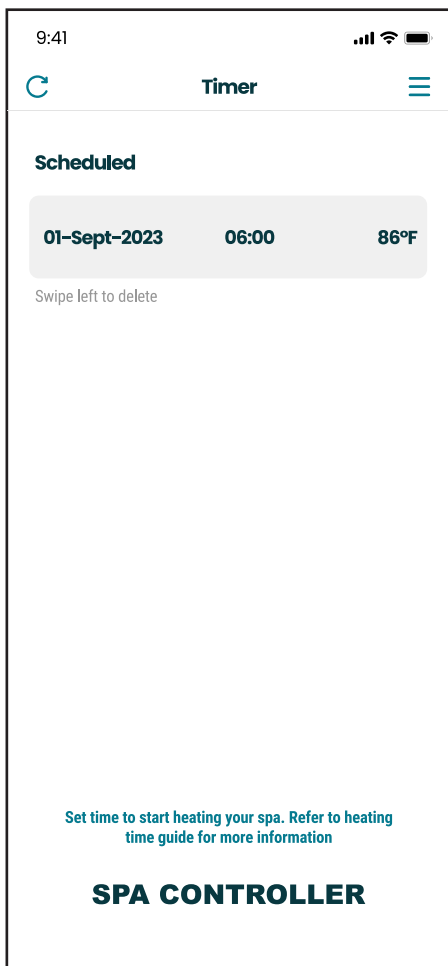 9:41
Timer
Scheduled
01-Sept-2023 06:00 86°F
Swipe left to delete
Set time to start heating your spa. Refer to heating
time guide for more information
SPA CONTROLLER